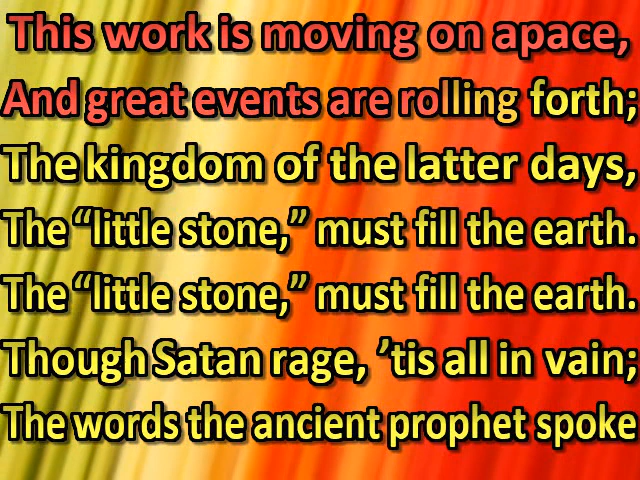 This work is moving on apace,
And great events are rolling forth;
The kingdom of the latter days,
The “little stone,” must fill the earth.
The “little stone,” must fill the earth.
Though Satan rage, ’tis all in vain;
The words the ancient prophet spoke